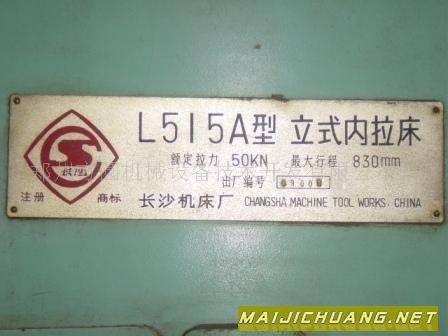 L515A型 立式内拉床
额定拉力 50KN 最大行程 830mm
出厂编号
注册 商标
长沙机床厂 CHANGSHA MACHINE TOOL WORKS, CHINA
MAIJICHUANG.NET